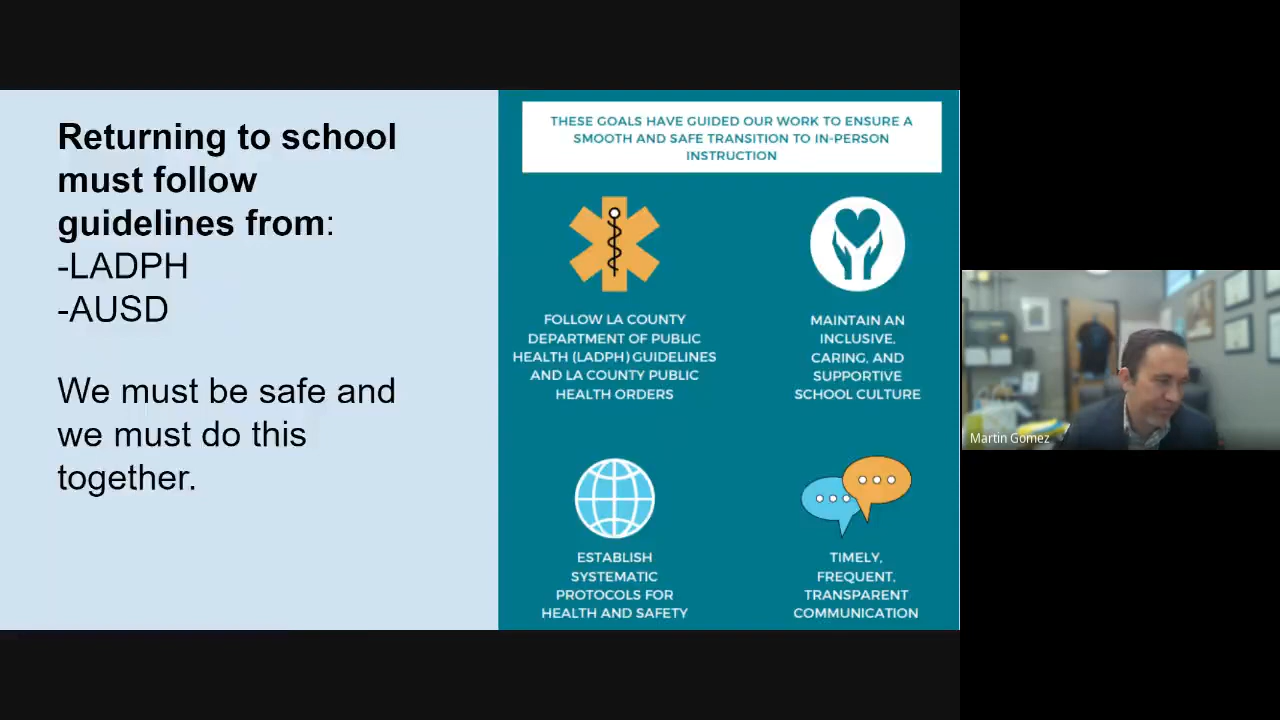 Returning to school
must follow
guidelines from:
-LADPH
-AUSD
We must be safe and
we must do this
together.
THESE GOALS HAVE GUIDED OUR WORK TO ENSURE A
SMOOTH AND SAFE TRANSITION TO IN-PERSON
INSTRUCTION
FOLLOW LA COUNTY
DEPARTMENT OF PUBLIC
HEALTH (LADPH) GUIDELINES
AND LA COUNTY PUBLIC
HEALTH ORDERS
MAINTAIN AN
INCLUSIVE,
CARING, AND
SUPPORTIVE
SCHOOL CULTURE
ESTABLISH
SYSTEMATIC
PROTOCOLS FOR
HEALTH AND SAFETY
TIMELY,
FREQUENT,
TRANSPARENT
COMMUNICATION
Martin Gomez